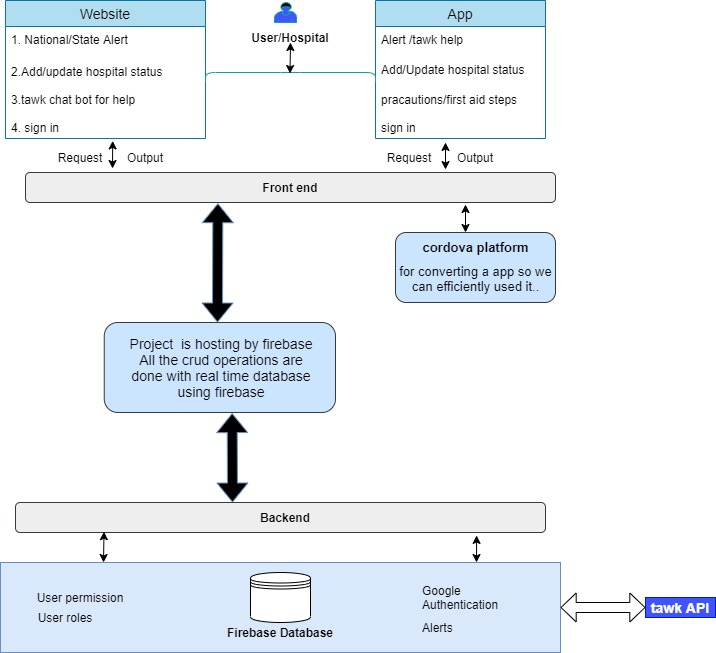 Website
1. National/State Alert
2.Add/update hospital status
3.tawk chat bot for help
4. sign in
User/Hospital
App
Alert /tawk help
Add/Update hospital status
pracautions/first aid steps
sign in
Request Output
Request Output
Front end
cordova platform
for converting a app so we
can efficiently used it..
Project is hosting by firebase
All the crud operations are
done with real time database
using firebase
Backend
User permission
User roles
Firebase Database
Google
Authentication
Alerts
tawk API